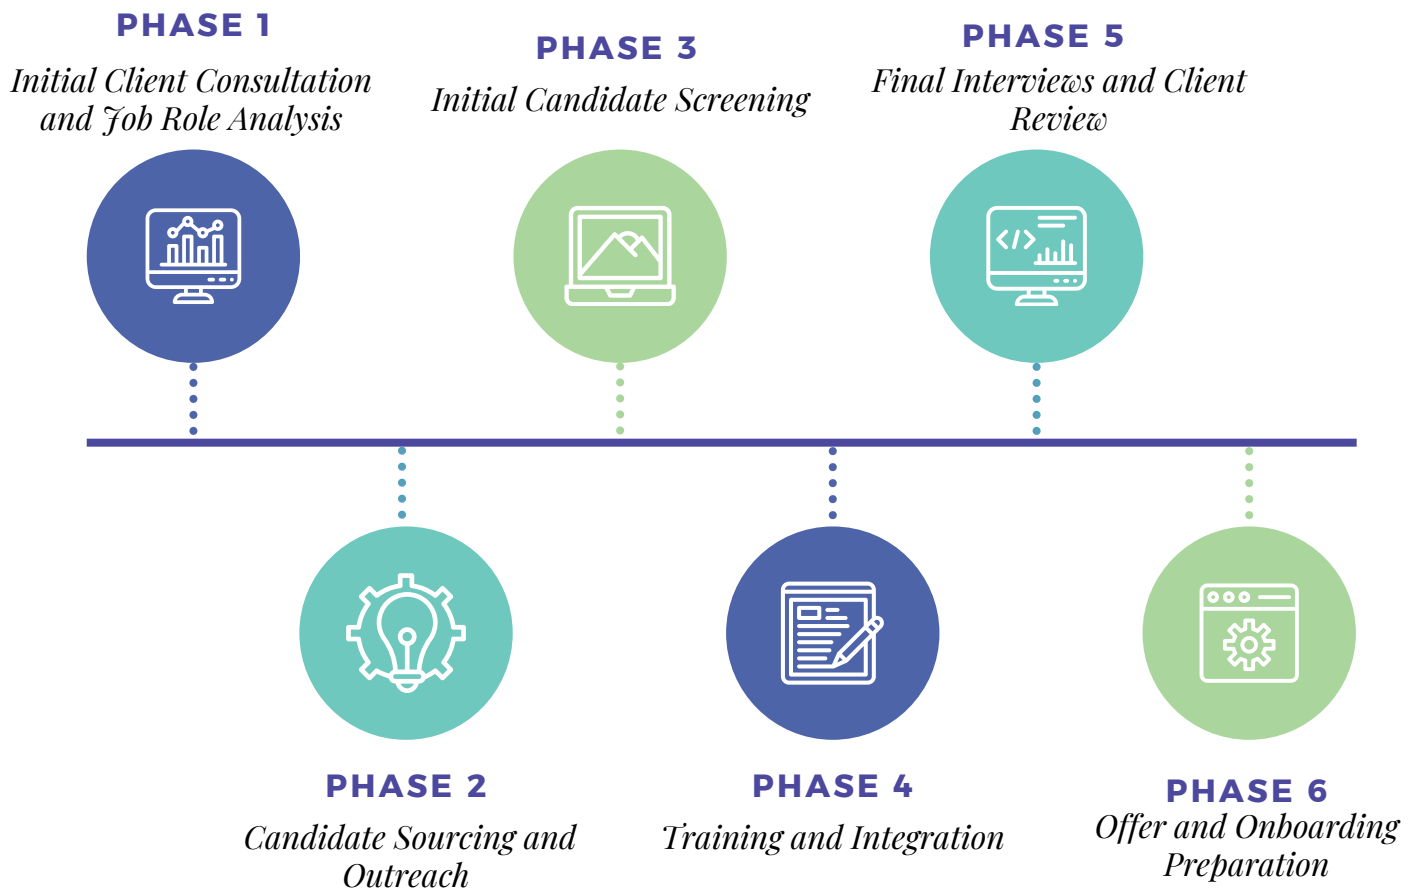 PHASE 1
Initial Client Consultation
and Job Role Analysis
PHASE 2
Candidate Sourcing and
Outreach
PHASE 3
Initial Candidate Screening
PHASE 4
Training and Integration
PHASE 5
Final Interviews and Client
Review
PHASE 6
Offer and Onboarding
Preparation